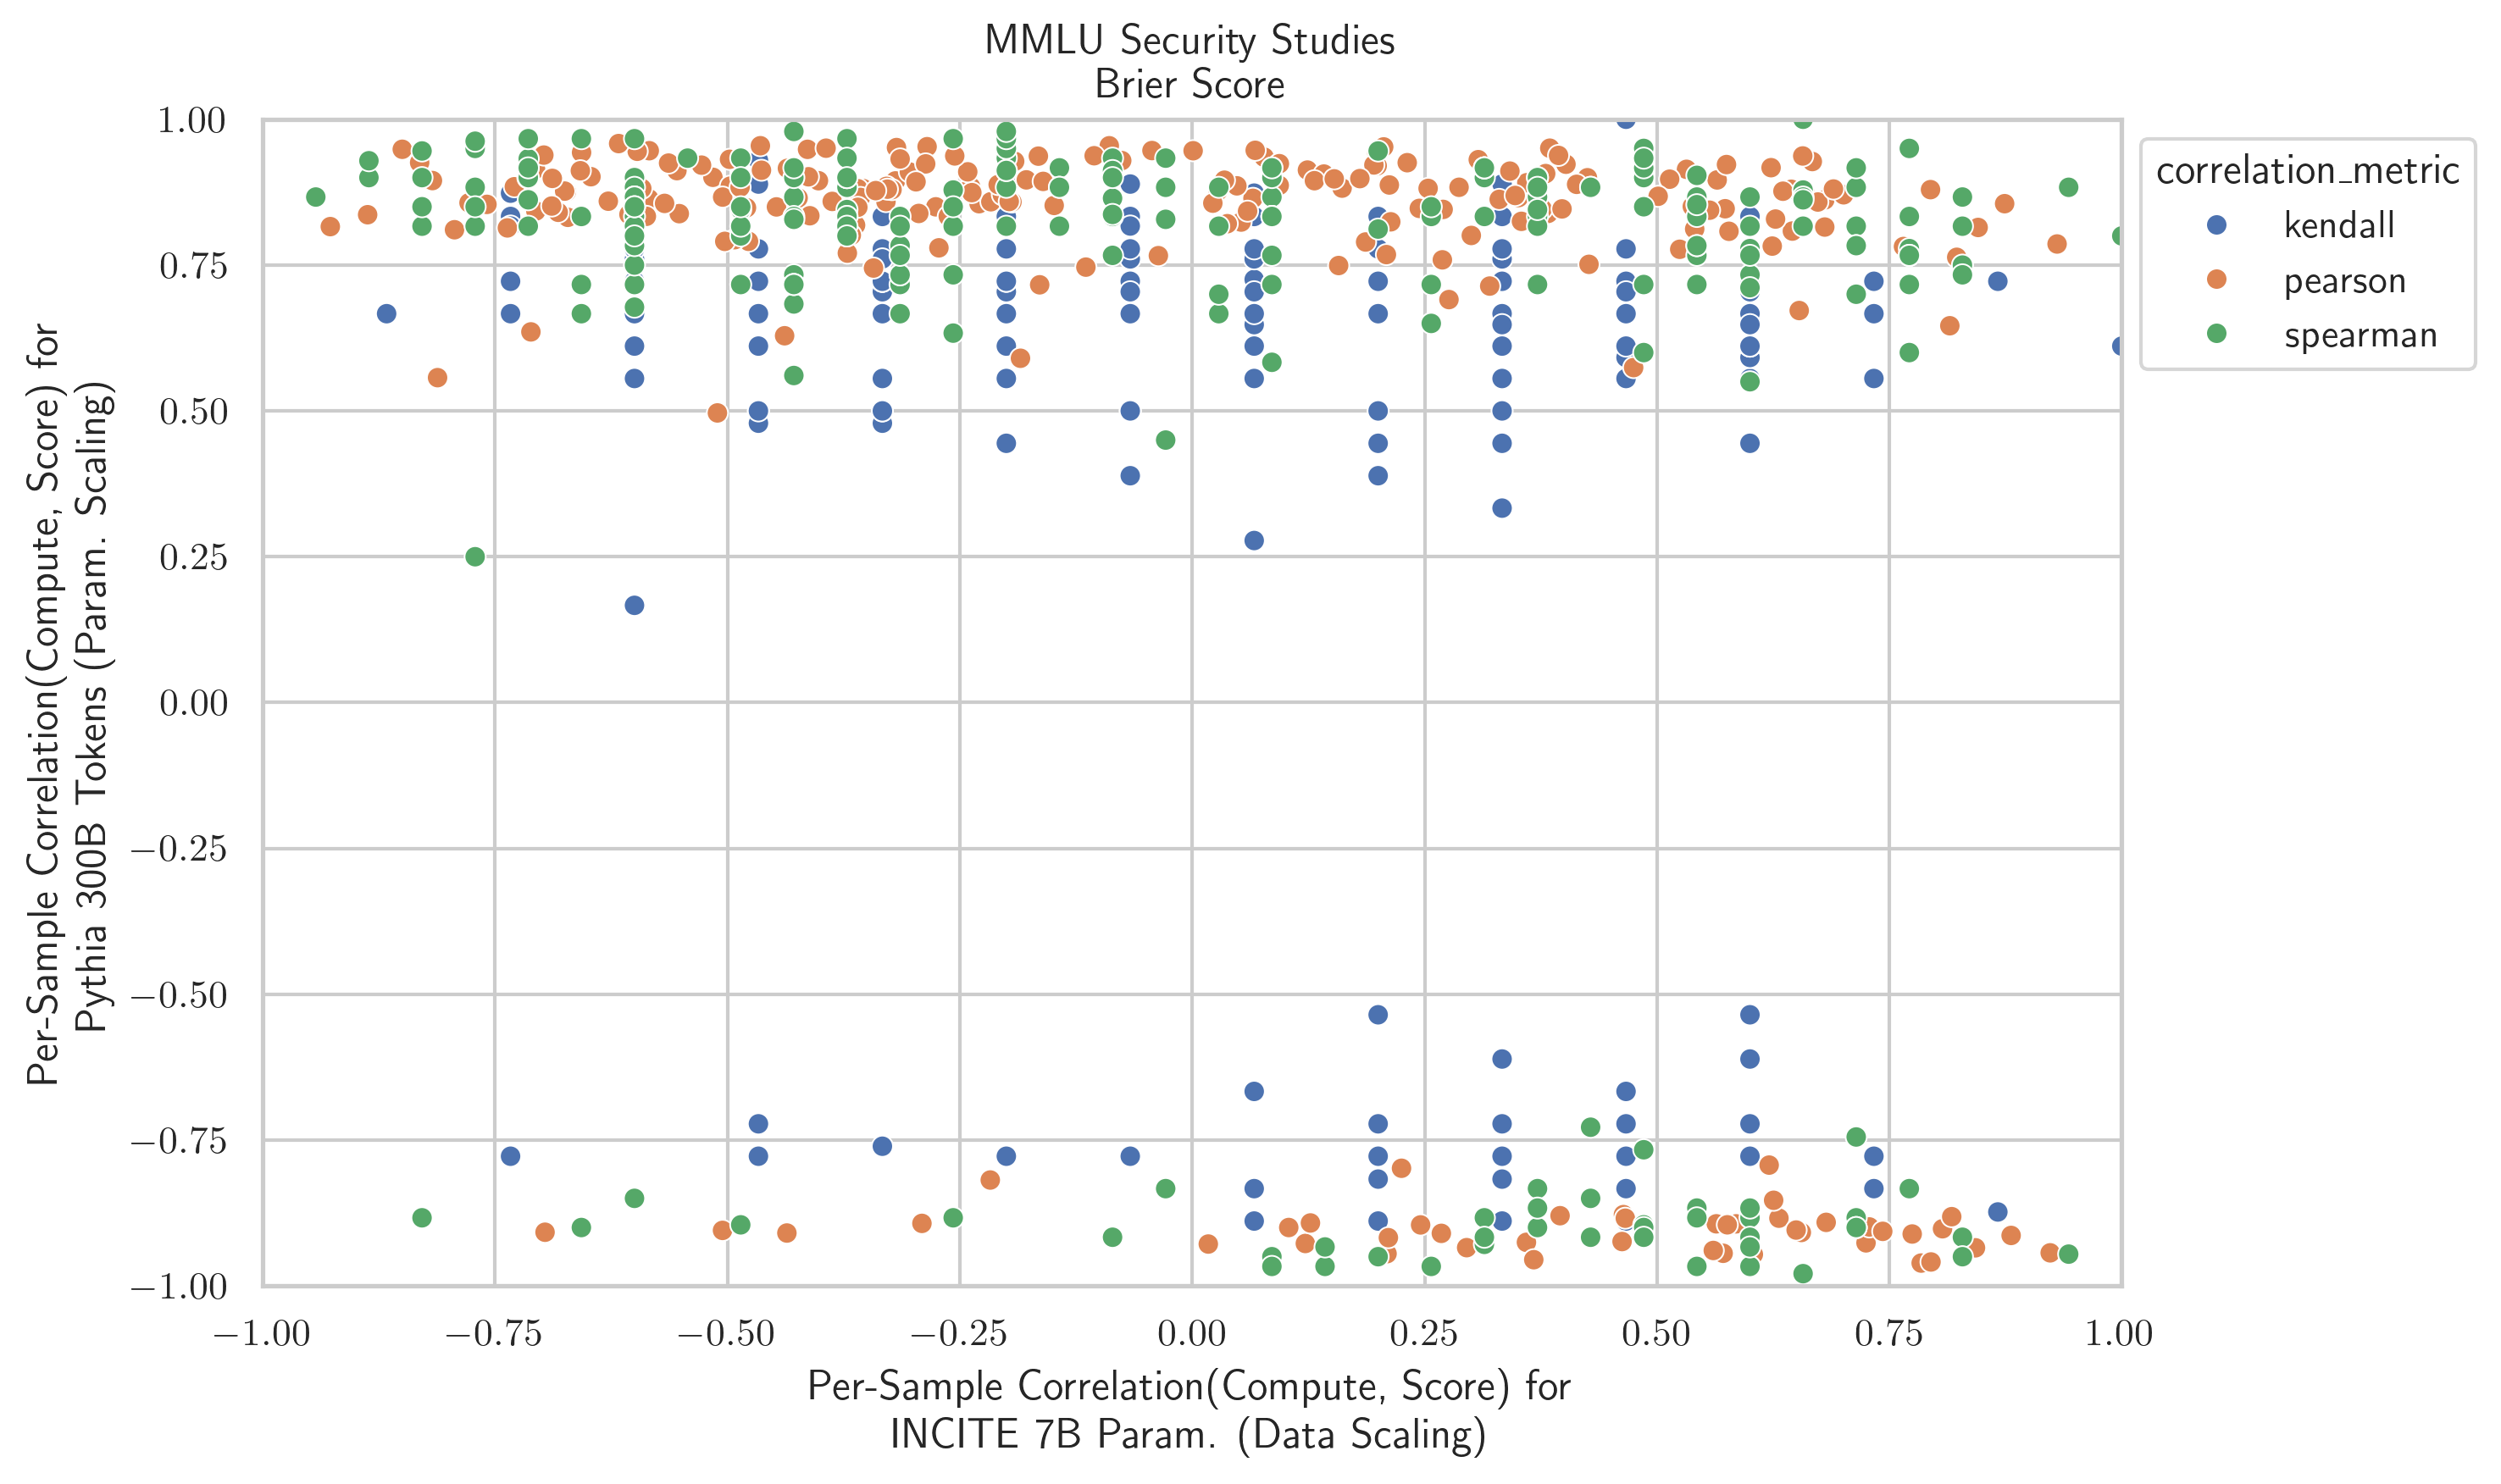 MMLU Security Studies
Brier Score
Per-Sample Correlation(Compute, Score) for
Pythia 300B Tokens (Param. Scaling)
1.00
0.75
0.50
0.25
0.00
−0.25
−0.50
−0.75
−1.00
−1.00 −0.75 −0.50 −0.25 0.00 0.25 0.50 0.75 1.00
Per-Sample Correlation(Compute, Score) for
INCITE 7B Param. (Data Scaling)
correlation_metric
kendall
pearson
spearman